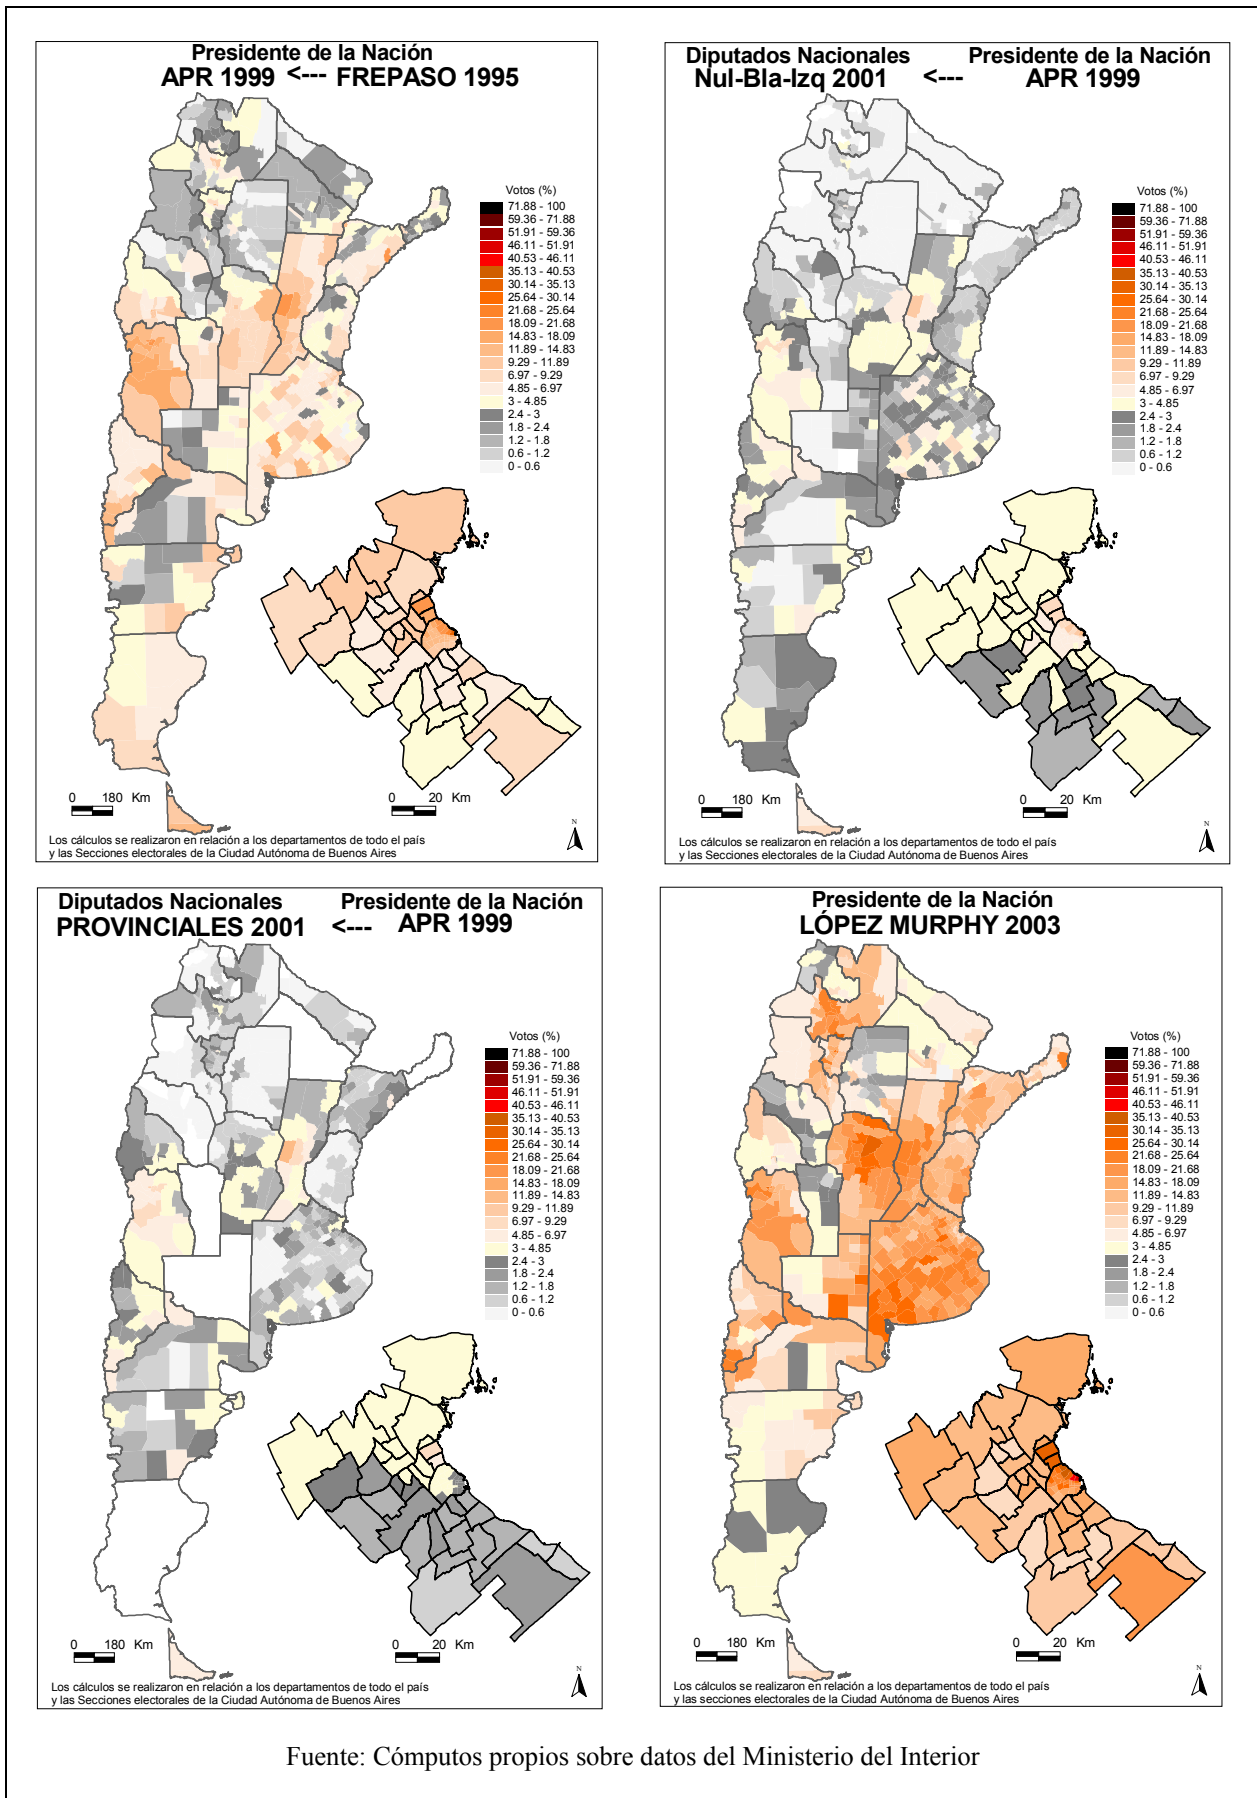 Presidente de la Nación
APR 1999 <--- FREPASO 1995
Votos (%)
71.88 - 100
59.36 - 71.88
51.91 - 59.36
46.11 - 51.91
40.53 - 46.11
35.13 - 40.53
30.14 - 35.13
25.64 - 30.14
21.68 - 25.64
18.09 - 21.68
14.83 - 18.09
11.89 - 14.83
9.29 - 11.89
6.97 - 9.29
4.85 - 6.97
3 - 4.85
2.4 - 3
1.8 - 2.4
1.2 - 1.8
0.6 - 1.2
0 - 0.6
0 180 Km
0 20 Km
N
Los cálculos se realizaron en relación a los departamentos de todo el país
y las Secciones electorales de la Ciudad Autónoma de Buenos Aires
Diputados Nacionales Presidente de la Nación
Nul-Bla-Izq 2001 <--- APR 1999
Votos (%)
71.88 - 100
59.36 - 71.88
51.91 - 59.36
46.11 - 51.91
40.53 - 46.11
35.13 - 40.53
30.14 - 35.13
25.64 - 30.14
21.68 - 25.64
18.09 - 21.68
14.83 - 18.09
11.89 - 14.83
9.29 - 11.89
6.97 - 9.29
4.85 - 6.97
3 - 4.85
2.4 - 3
1.8 - 2.4
1.2 - 1.8
0.6 - 1.2
0 - 0.6
0 180 Km
0 20 Km
N
Los cálculos se realizaron en relación a los departamentos de todo el país
y las Secciones electorales de la Ciudad Autónoma de Buenos Aires
Diputados Nacionales Presidente de la Nación
PROVINCIALES 2001 <--- APR 1999
Votos (%)
71.88 - 100
59.36 - 71.88
51.91 - 59.36
46.11 - 51.91
40.53 - 46.11
35.13 - 40.53
30.14 - 35.13
25.64 - 30.14
21.68 - 25.64
18.09 - 21.68
14.83 - 18.09
11.89 - 14.83
9.29 - 11.89
6.97 - 9.29
4.85 - 6.97
3 - 4.85
2.4 - 3
1.8 - 2.4
1.2 - 1.8
0.6 - 1.2
0 - 0.6
0 180 Km
0 20 Km
N
Los cálculos se realizaron en relación a los departamentos de todo el país
y las Secciones electorales de la Ciudad Autónoma de Buenos Aires
Presidente de la Nación
LÓPEZ MURPHY 2003
Votos (%)
71.88 - 100
59.36 - 71.88
51.91 - 59.36
46.11 - 51.91
40.53 - 46.11
35.13 - 40.53
30.14 - 35.13
25.64 - 30.14
21.68 - 25.64
18.09 - 21.68
14.83 - 18.09
11.89 - 14.83
9.29 - 11.89
6.97 - 9.29
4.85 - 6.97
3 - 4.85
2.4 - 3
1.8 - 2.4
1.2 - 1.8
0.6 - 1.2
0 - 0.6
0 180 Km
0 20 Km
N
Los cálculos se realizaron en relación a los departamentos de todo el país
y las secciones electorales de la Ciudad Autónoma de Buenos Aires
Fuente: Cómputos propios sobre datos del Ministerio del Interior